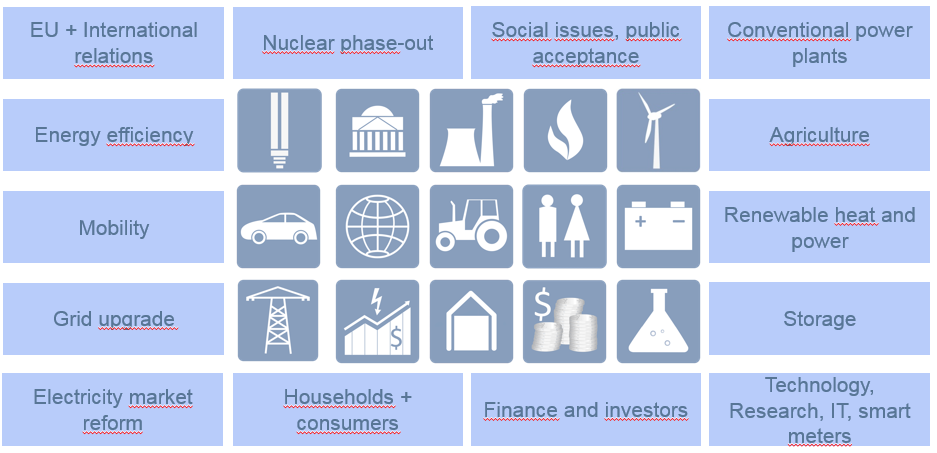 EU + International
relations
Nuclear phase-out
Social issues, public
acceptance
Conventional power
plants
Energy efficiency
Agriculture
Mobility
+ −
Renewable heat and
power
Grid upgrade
$
$
Storage
Electricity market
reform
Households +
consumers
Finance and investors
Technology,
Research, IT, smart
meters